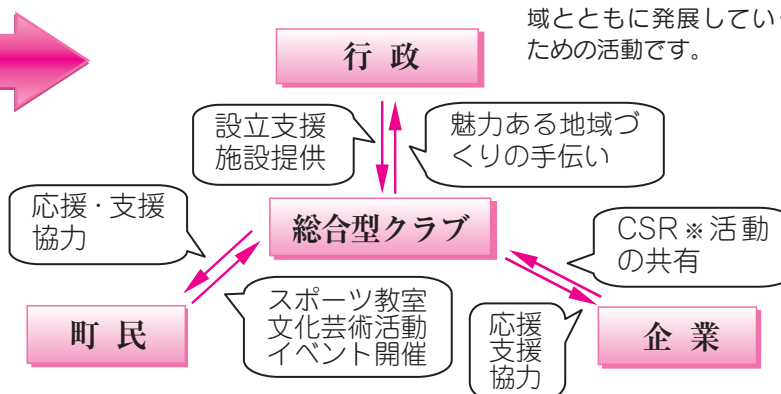 域とともに発展してい
ための活動です。
行 政
設立支援
施設提供
魅力ある地域づ
くりの手伝い
応援・支援
協力
総合型クラブ
CSR※活動
の共有
町 民
スポーツ教室
文化芸術活動
イベント開催
応援
支援
協力
企 業